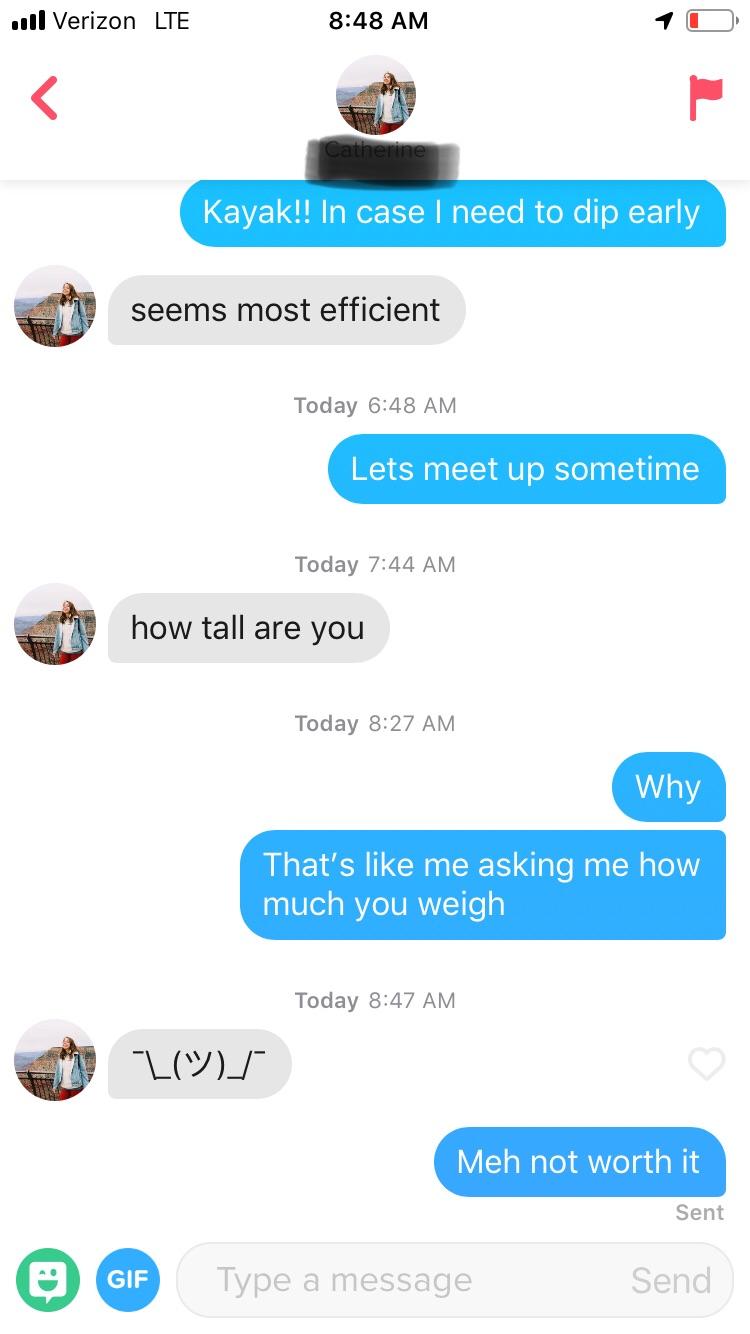 Verizon LTE 8:48 AM
Catherine
Kayak!! In case I need to dip early
seems most efficient
Today 6:48 AM
Lets meet up sometime
Today 7:44 AM
how tall are you
Today 8:27 AM
Why
That's like me asking me how
much you weigh
Today 8:47 AM
¯\_(ツ)_/¯
Meh not worth it
Sent
GIF Type a message Send